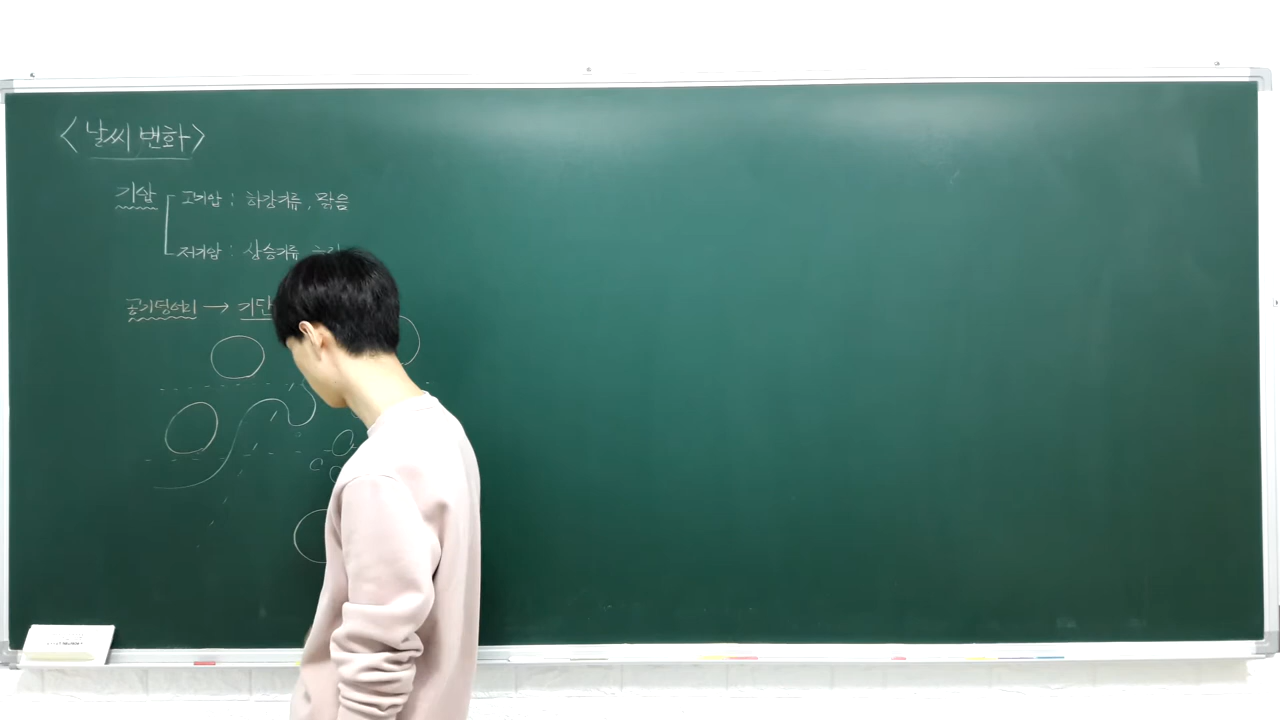 <날씨 변화>
기압
고기압 : 하강기류, 맑음
저기압 : 상승기류
공기덩어리 → 기단